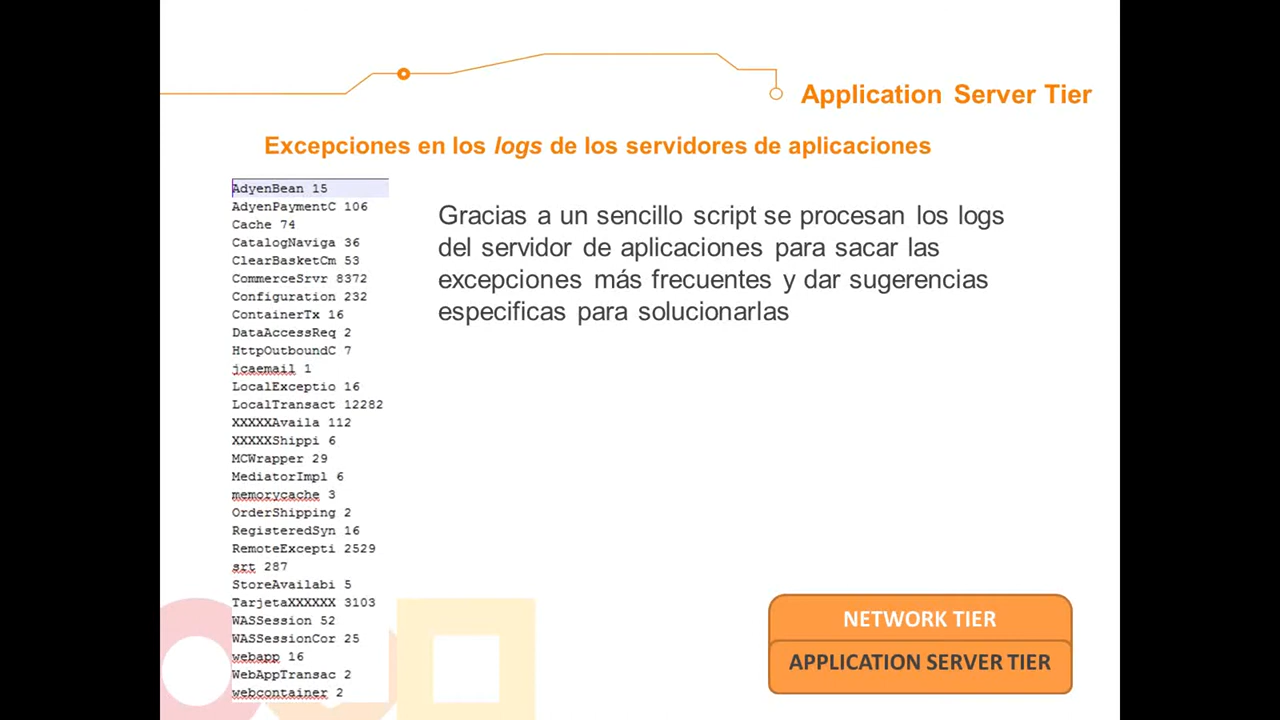 Application Server Tier
Excepciones en los logs de los servidores de aplicaciones
AdyenBean 15
AdyenPaymentC 106
Cache 74
CatalogNaviga 36
ClearBasketCm 53
CommerceSrvr 8372
Configuration 232
ContainerTx 16
DataAccessReq 2
HttpOutboundC 7
jcaemail 1
LocalExceptio 16
LocalTransact 12282
XXXXXAvaila 112
XXXXXShippi 6
MCWrapper 29
MediatorImpl 6
memorycache 3
OrderShipping 2
RegisteredSyn 16
RemoteExcepti 2529
srt 287
StoreAvailabi 5
TarjetaXXXXXX 3103
WASSession 52
WASSessionCor 25
webapp 16
WebAppTransac 2
webcontainer 2
Gracias a un sencillo script se procesan los logs
del servidor de aplicaciones para sacar las
excepciones más frecuentes y dar sugerencias
especificas para solucionarlas
NETWORK TIER
APPLICATION SERVER TIER